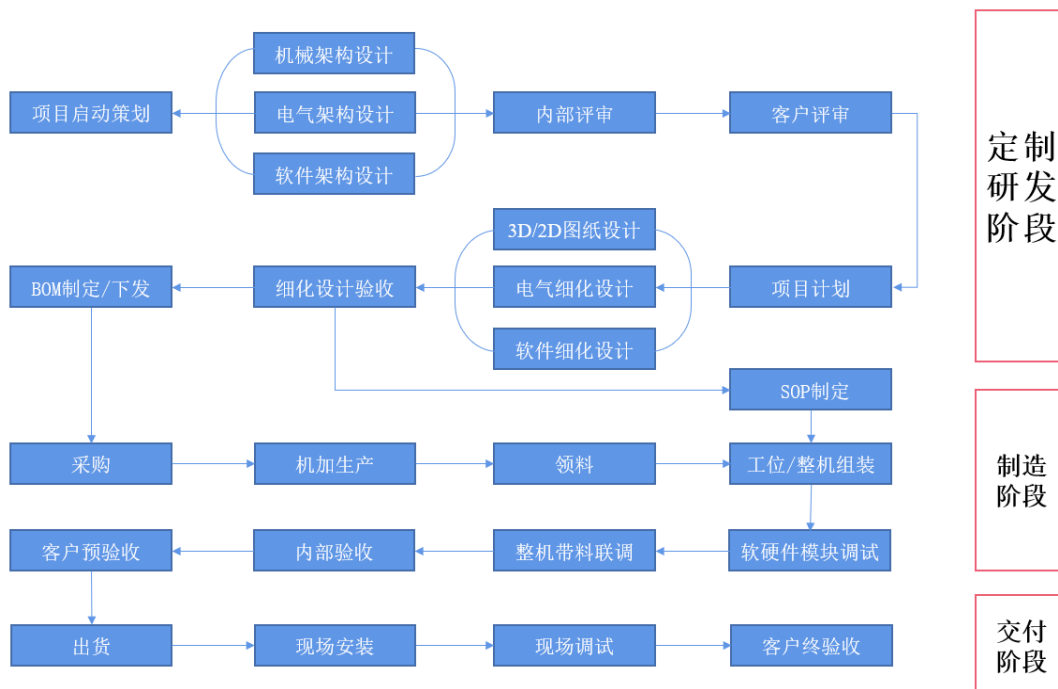 机械架构设计
项目启动策划
电气架构设计
内部评审
客户评审
软件架构设计
定制
研发
阶段
3D/2D图纸设计
BOM制定/下发
细化设计验收
电气细化设计
项目计划
软件细化设计
SOP制定
采购
机加生产
领料
工位/整机组装
制造
阶段
客户预验收
内部验收
整机带料联调
软硬件模块调试
出货
现场安装
现场调试
客户终验收
交付
阶段